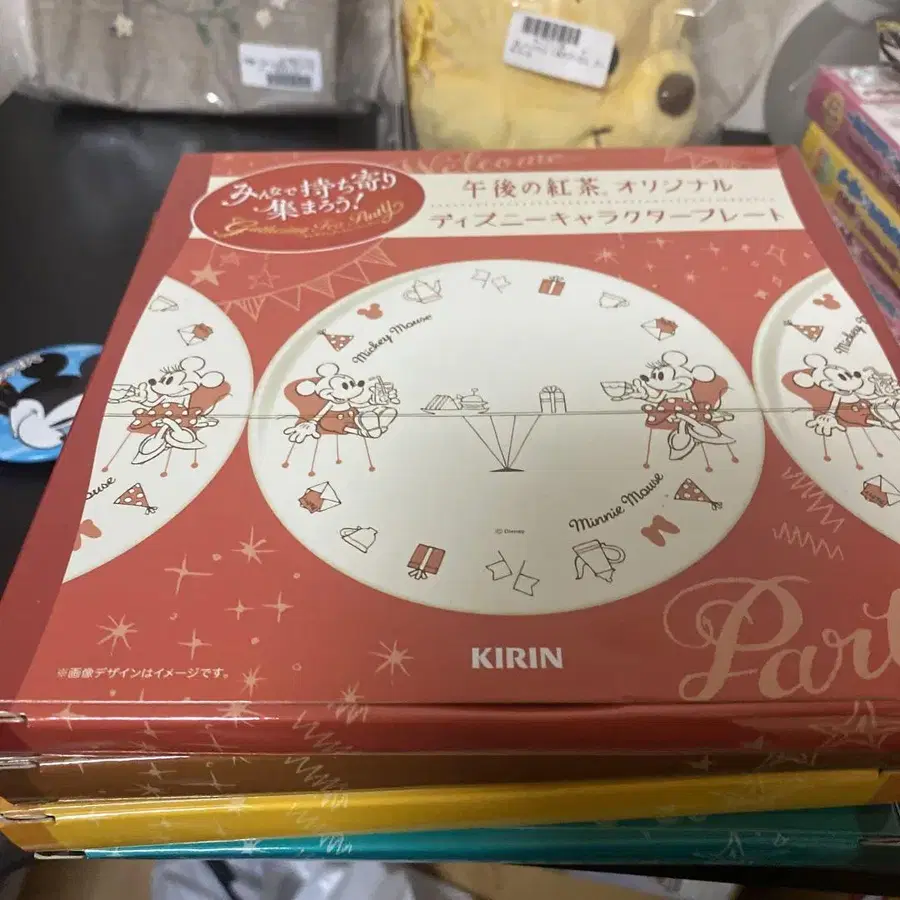 Welcome
みんなで持ち寄り
集まろう!
Gathering Tea Party
午後の紅茶® オリジナル
ディズニーキャラクタープレート
Mickey Mouse
Minnie Mouse
© Disney
Mouse
KIRIN
※画像デザインはイメージです。
Part